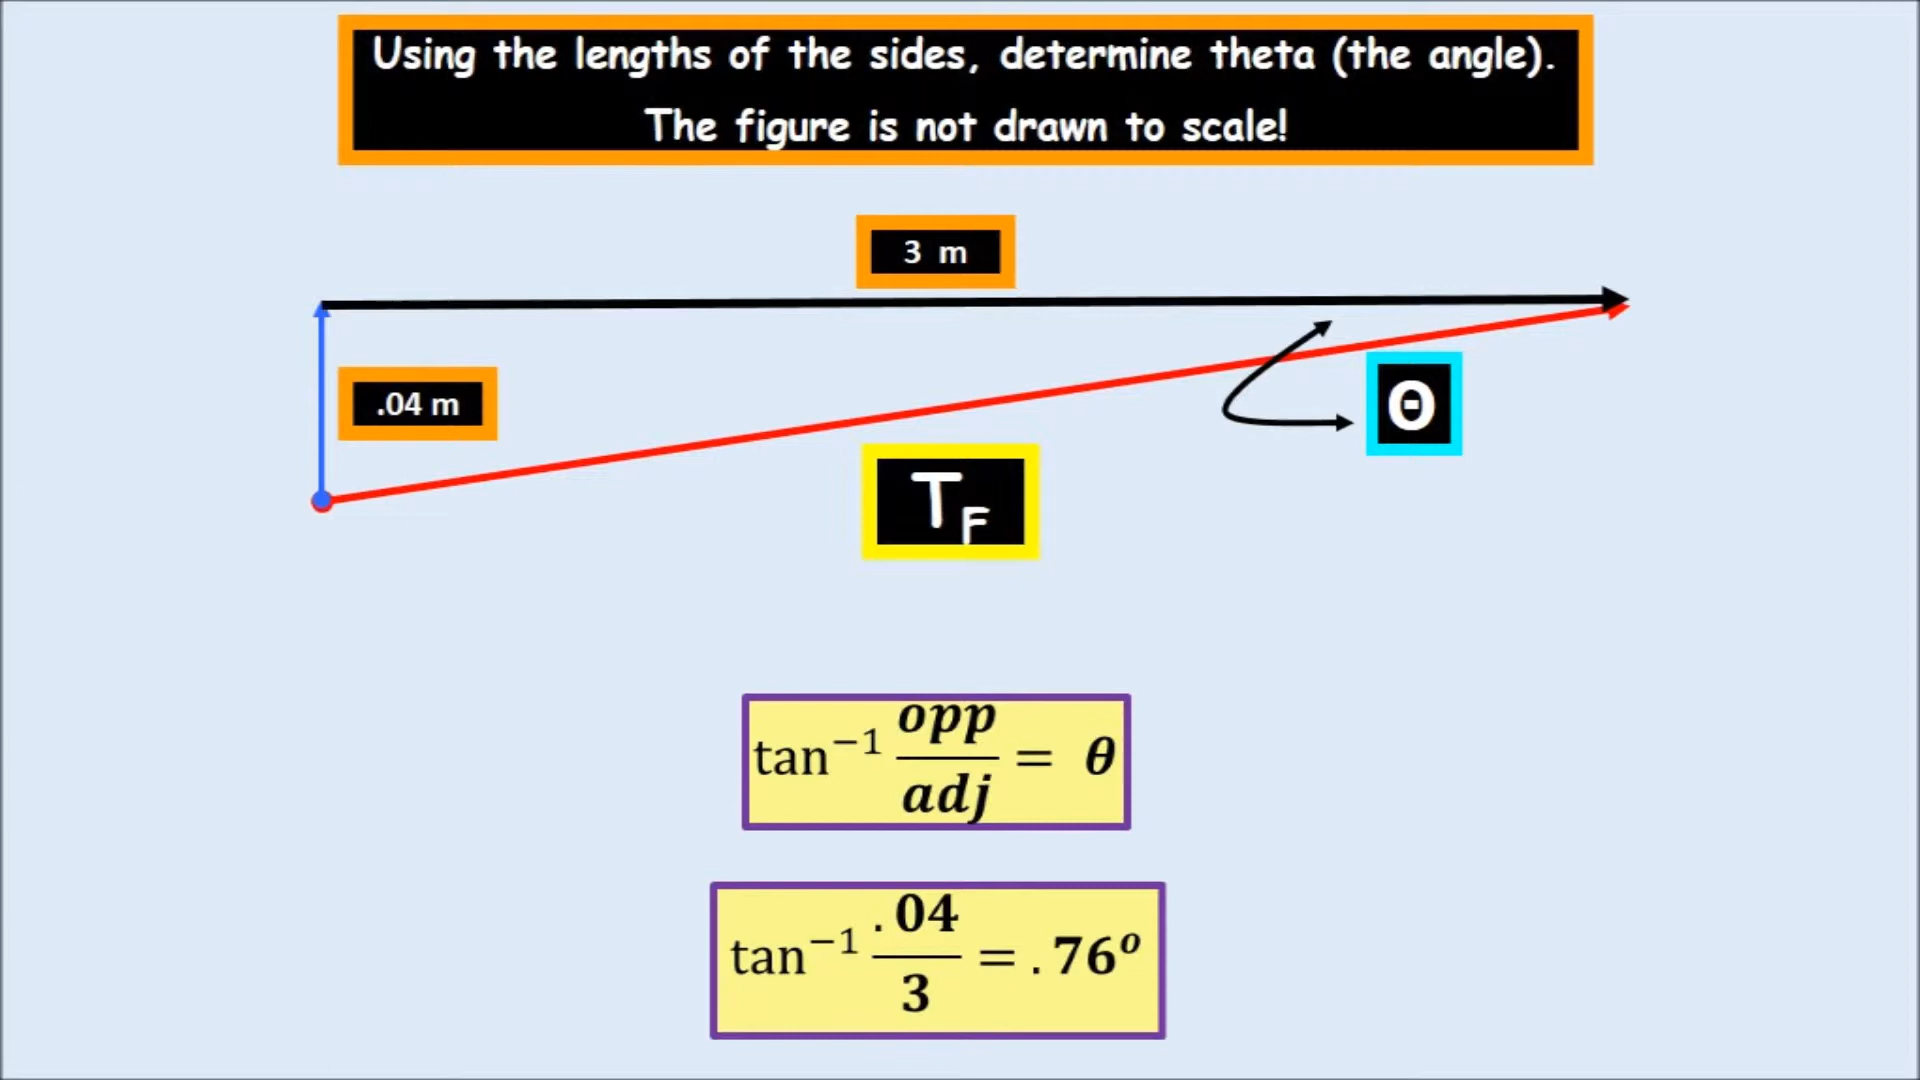 Using the lengths of the sides, determine theta (the angle).
The figure is not drawn to scale!
3 m
.04 m
Θ
T_F
tan⁻¹ opp/adj = θ
tan⁻¹ .04/3 = .76°